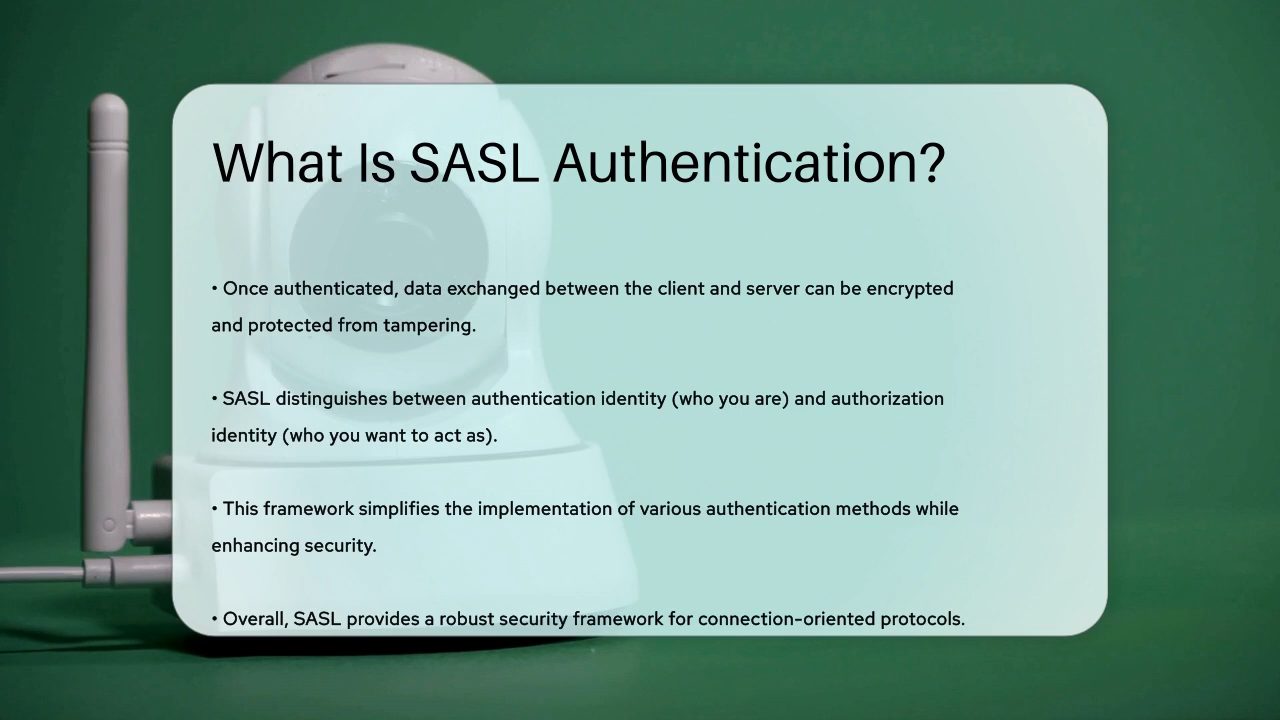 What Is SASL Authentication?
• Once authenticated, data exchanged between the client and server can be encrypted
and protected from tampering.
• SASL distinguishes between authentication identity (who you are) and authorization
identity (who you want to act as).
• This framework simplifies the implementation of various authentication methods while
enhancing security.
• Overall, SASL provides a robust security framework for connection-oriented protocols.